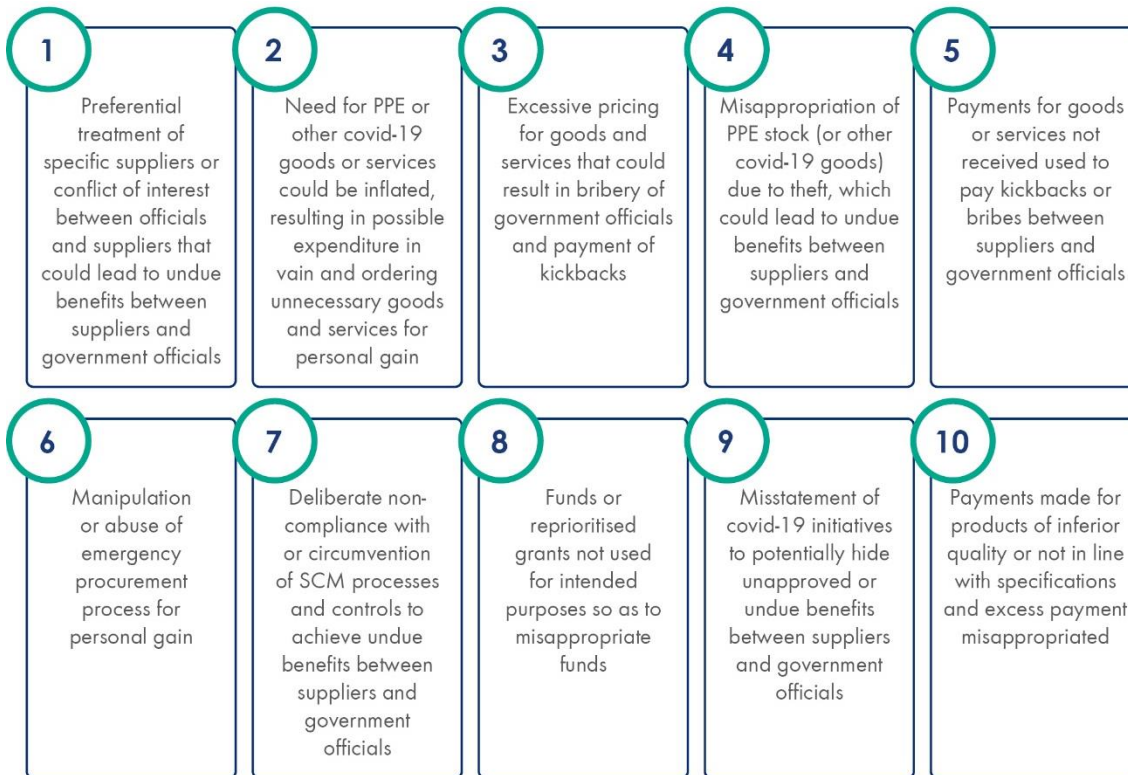 1
Preferential
treatment of
specific suppliers or
conflict of interest
between officials
and suppliers that
could lead to undue
benefits between
suppliers and
government officials
2
Need for PPE or
other covid-19
goods or services
could be inflated,
resulting in possible
expenditure in
vain and ordering
unnecessary goods
and services for
personal gain
3
Excessive pricing
for goods and
services that could
result in bribery of
government officials
and payment of
kickbacks
4
Misappropriation of
PPE stock (or other
covid-19 goods)
due to theft, which
could lead to undue
benefits between
suppliers and
government officials
5
Payments for goods
or services not
received used to
pay kickbacks or
bribes between
suppliers and
government officials
6
Manipulation
or abuse of
emergency
procurement
process for
personal gain
7
Deliberate non-
compliance with
or circumvention
of SCM processes
and controls to
achieve undue
benefits between
suppliers and
government
officials
8
Funds or
reprioritised
grants not used
for intended
purposes so as to
misappropriate
funds
9
Misstatement of
covid-19 initiatives
to potentially hide
unapproved or
undue benefits
between suppliers
and government
officials
10
Payments made for
products of inferior
quality or not in line
with specifications
and excess payment
misappropriated